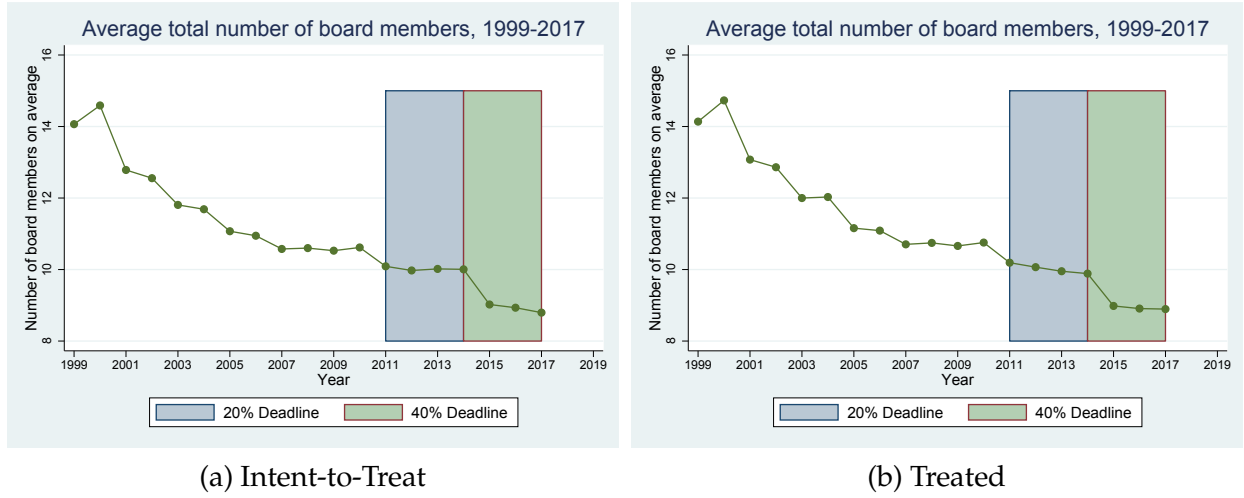 Average total number of board members, 1999-2017
Number of board members on average
16
14
12
10
8
1999 2001 2003 2005 2007 2009 2011 2013 2015 2017 2019
Year
20% Deadline 40% Deadline
(a) Intent-to-Treat
Average total number of board members, 1999-2017
Number of board members on average
16
14
12
10
8
1999 2001 2003 2005 2007 2009 2011 2013 2015 2017 2019
Year
20% Deadline 40% Deadline
(b) Treated